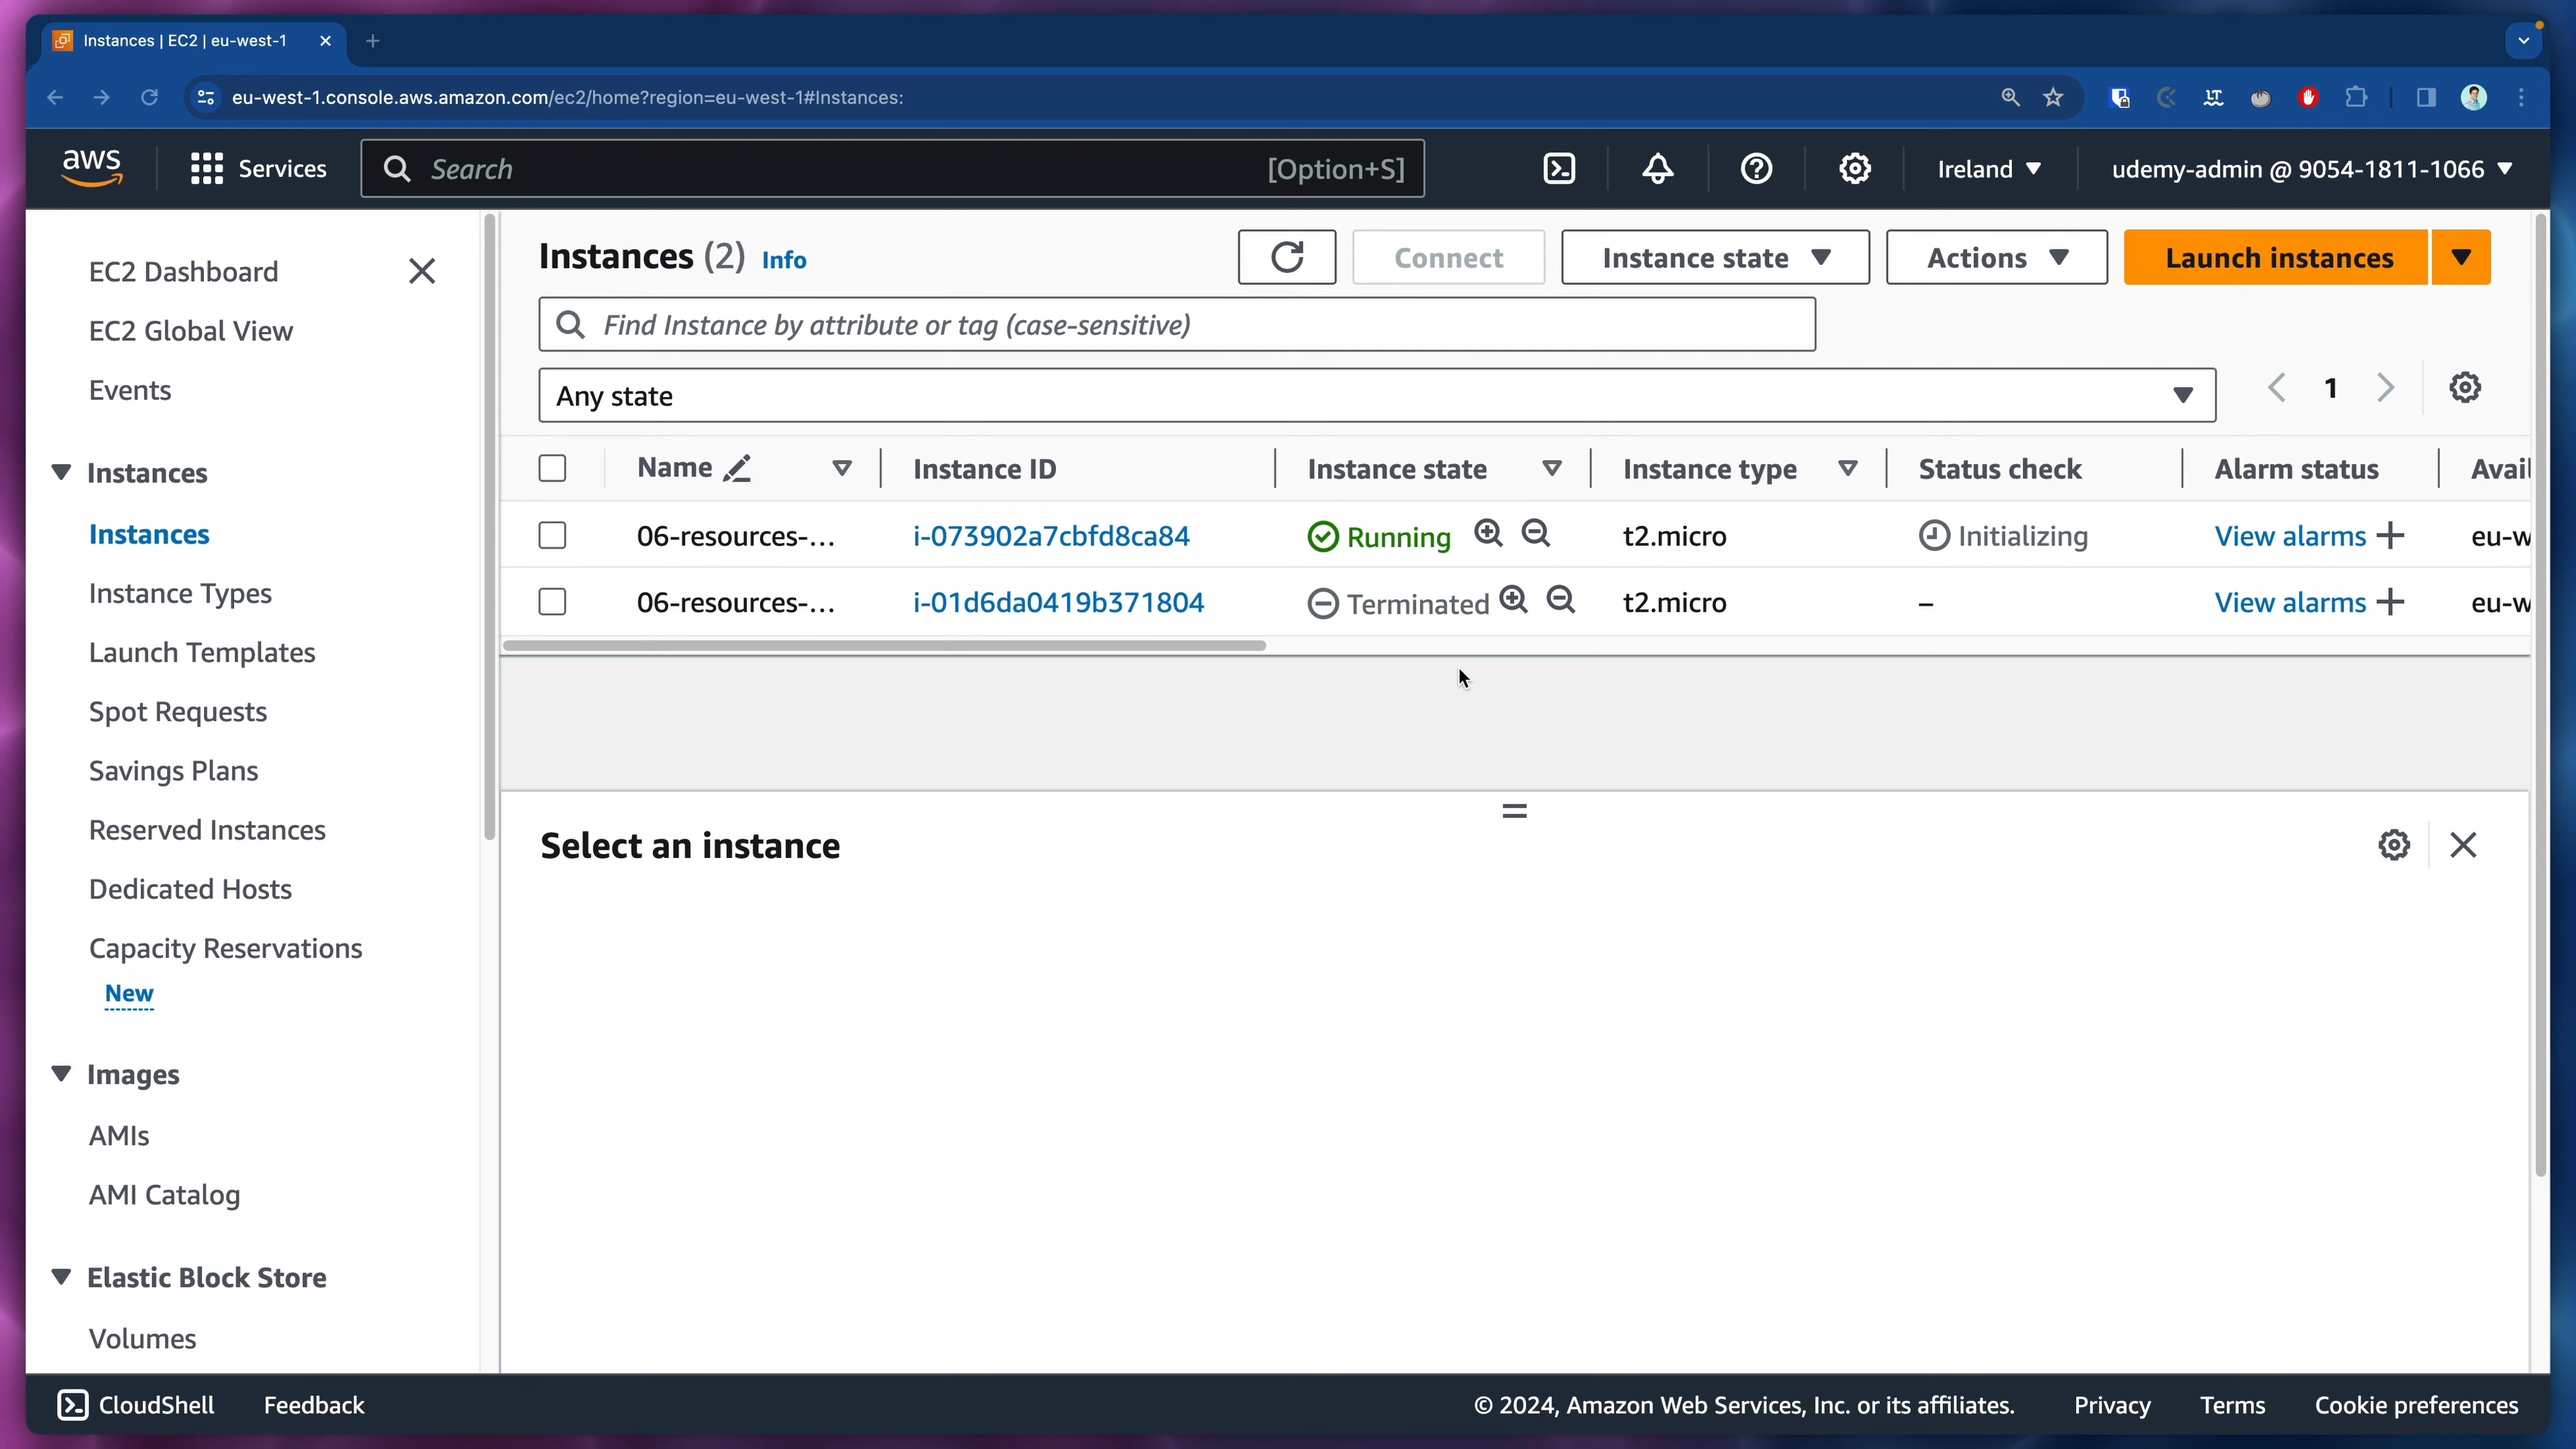 Instances | EC2 | eu-west-1
eu-west-1.console.aws.amazon.com/ec2/home?region=eu-west-1#Instances:
aws
Services
Search
[Option+S]
Ireland
udemy-admin @ 9054-1811-1066
EC2 Dashboard
EC2 Global View
Events
Instances
Instances
Instance Types
Launch Templates
Spot Requests
Savings Plans
Reserved Instances
Dedicated Hosts
Capacity Reservations
New
Images
AMIs
AMI Catalog
Elastic Block Store
Volumes
Instances (2) Info
Connect
Instance state
Actions
Launch instances
Find Instance by attribute or tag (case-sensitive)
Any state
1
Name Instance ID Instance state Instance type Status check Alarm status Avail
06-resources-... i-073902a7cbfd8ca84 Running t2.micro Initializing View alarms + eu-w
06-resources-... i-01d6da0419b371804 Terminated t2.micro – View alarms + eu-w
Select an instance
CloudShell
Feedback
© 2024, Amazon Web Services, Inc. or its affiliates.
Privacy
Terms
Cookie preferences